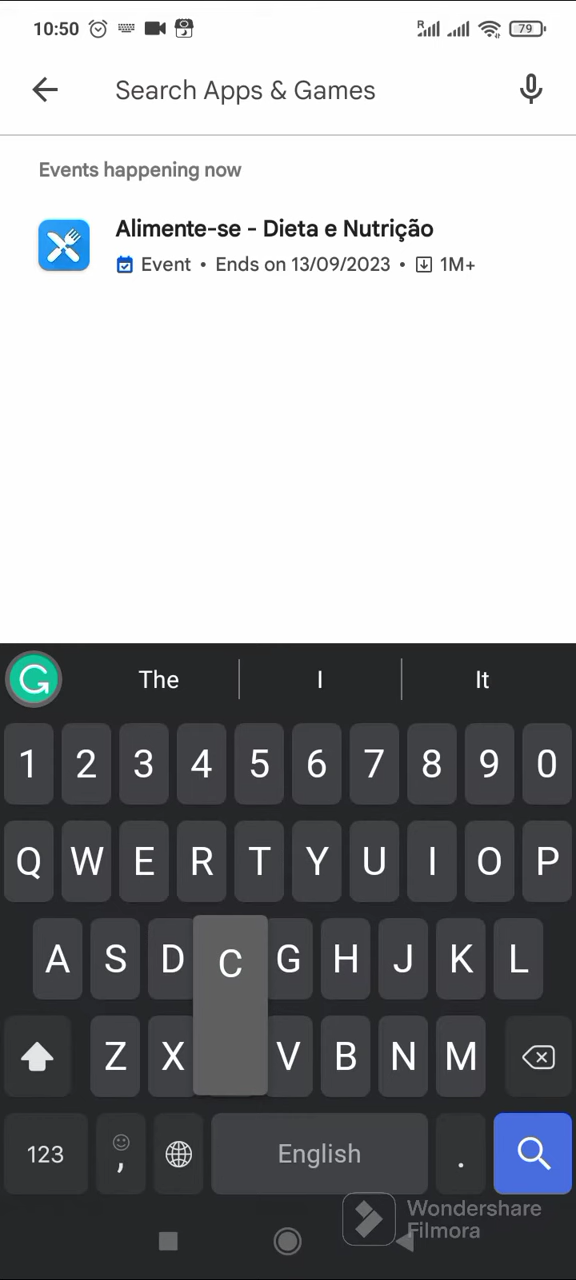 10:50 R 79
Search Apps & Games
Events happening now
Alimente-se - Dieta e Nutrição
Event • Ends on 13/09/2023 • 1M+
The I It
1 2 3 4 5 6 7 8 9 0
Q W E R T Y U I O P
A S D C G H J K L
Z X V B N M
123 , English .
Wondershare
Filmora